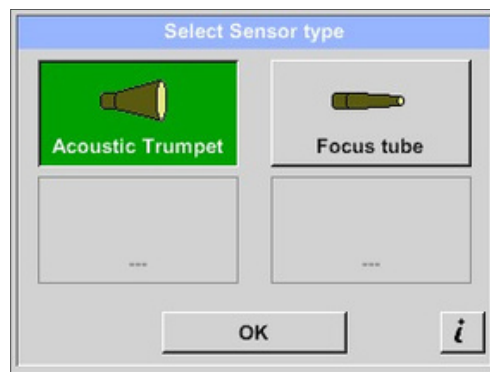 Select Sensor type
Acoustic Trumpet
Focus tube
---
---
OK
i